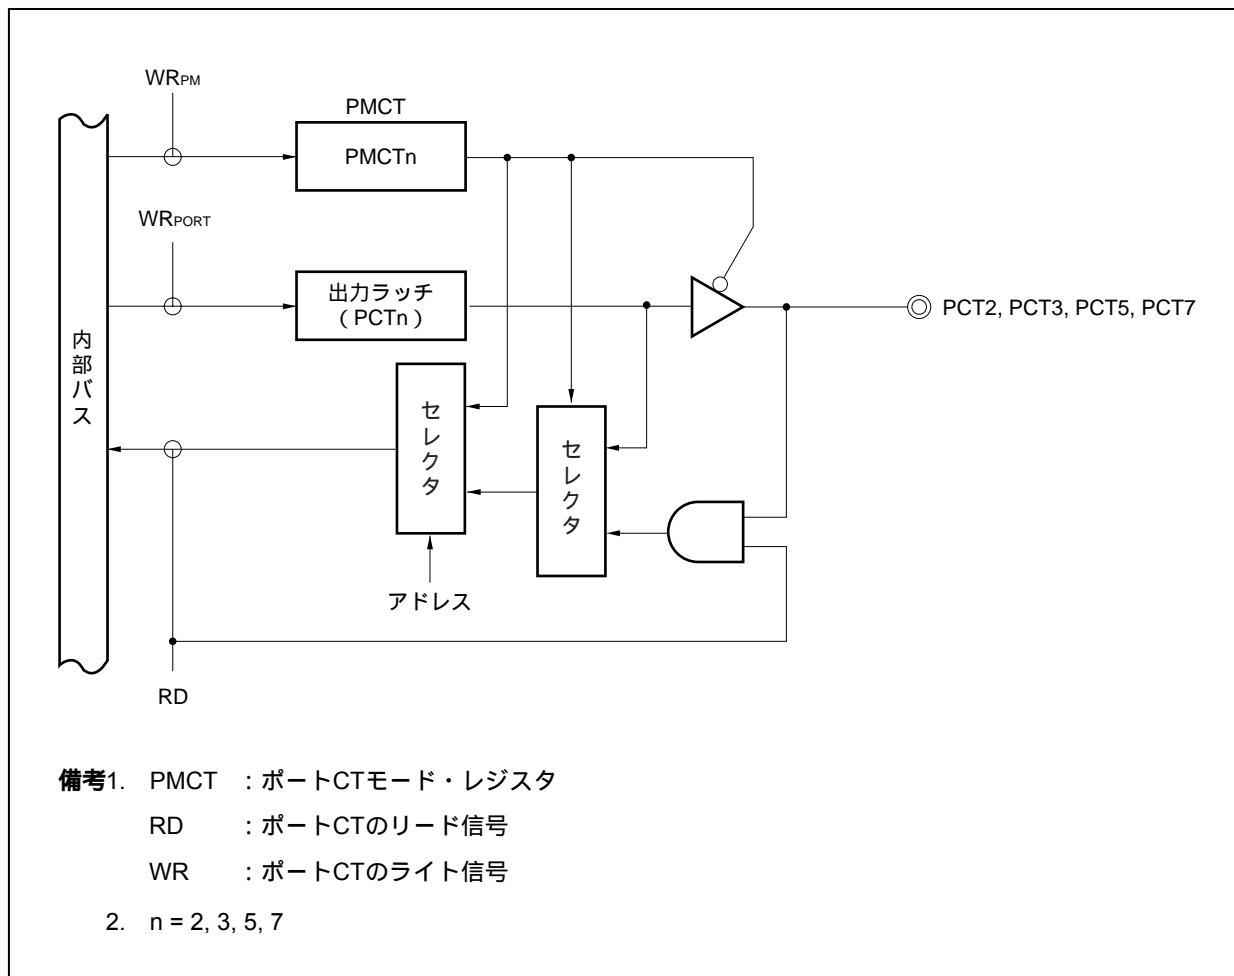 WRPM
PMCT
PMCTn
WRPORT
出力ラッチ
（PCTn）
PCT2, PCT3, PCT5, PCT7
内部バス
セレクタ
セレクタ
アドレス
RD
備考1. PMCT ：ポートCTモード・レジスタ
RD ：ポートCTのリード信号
WR ：ポートCTのライト信号
2. n = 2, 3, 5, 7